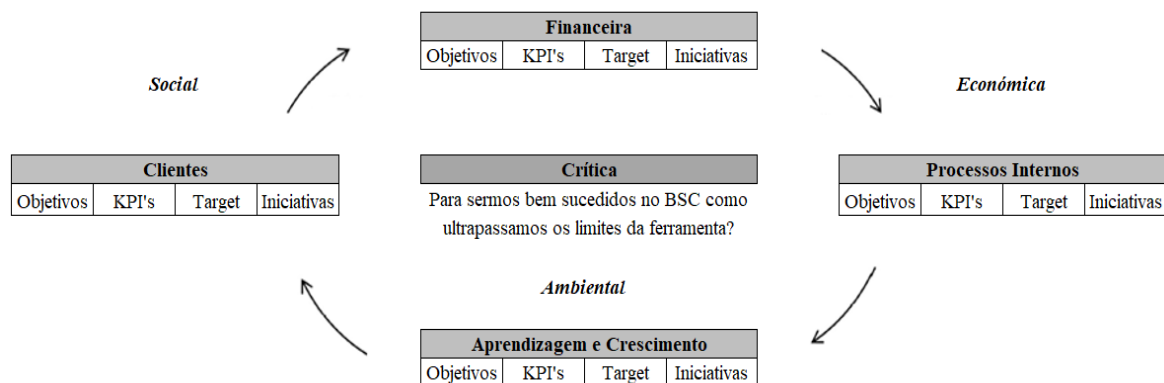 Financeira
Objetivos KPI's Target Iniciativas
Social
Económica
Clientes
Objetivos KPI's Target Iniciativas
Crítica
Para sermos bem sucedidos no BSC como
ultrapassamos os limites da ferramenta?
Processos Internos
Objetivos KPI's Target Iniciativas
Ambiental
Aprendizagem e Crescimento
Objetivos KPI's Target Iniciativas